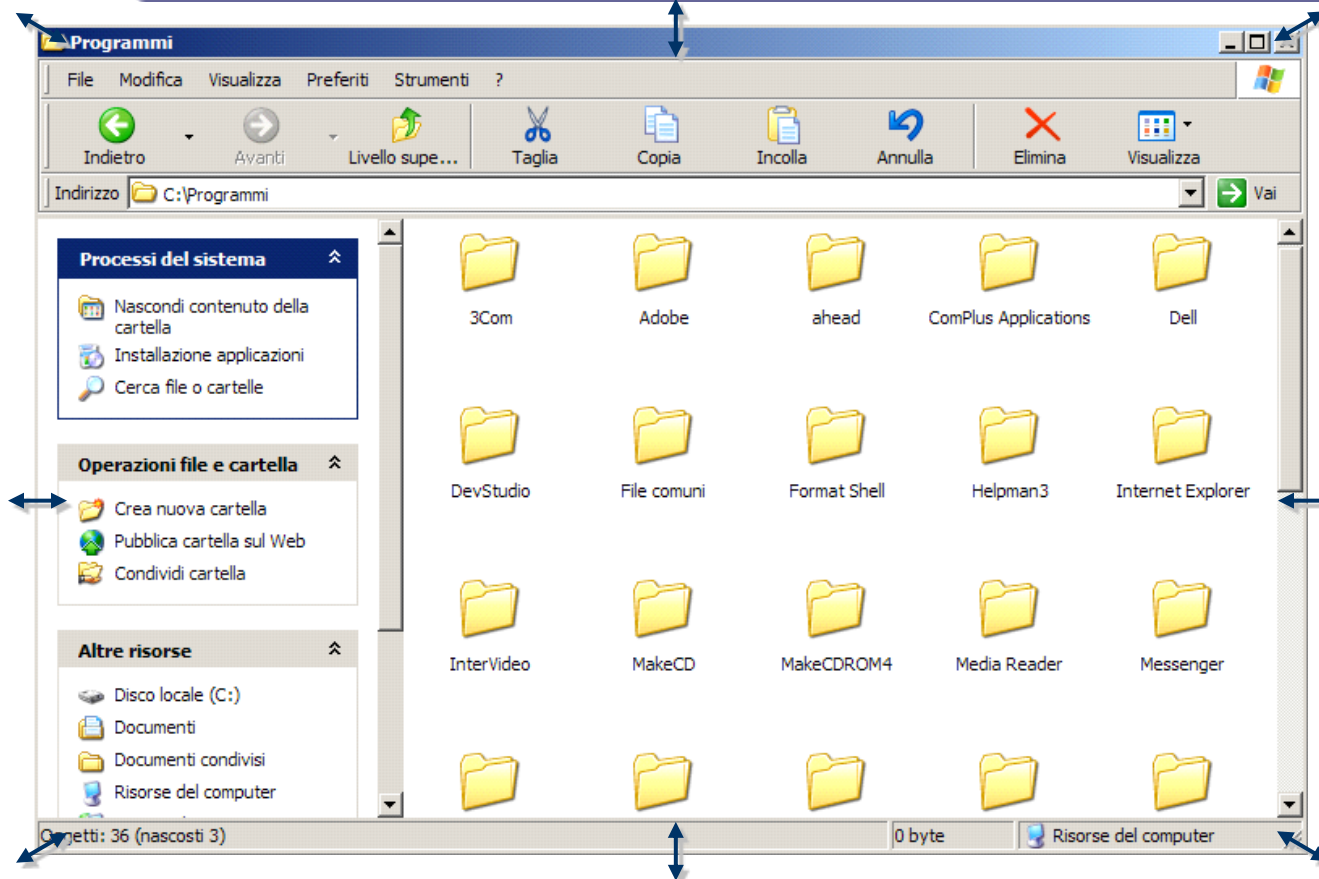 Programmi
File Modifica Visualizza Preferiti Strumenti ?
Indietro Avanti Livello supe... Taglia Copia Incolla Annulla Elimina Visualizza
Indirizzo C:\Programmi Vai
Processi del sistema
Nascondi contenuto della
cartella
Installazione applicazioni
Cerca file o cartelle
Operazioni file e cartella
Crea nuova cartella
Pubblica cartella sul Web
Condividi cartella
Altre risorse
Disco locale (C:)
Documenti
Documenti condivisi
Risorse del computer
3Com Adobe ahead ComPlus Applications Dell
DevStudio File comuni Format Shell Helpman3 Internet Explorer
InterVideo MakeCD MakeCDROM4 Media Reader Messenger
Oggetti: 36 (nascosti 3) 0 byte Risorse del computer